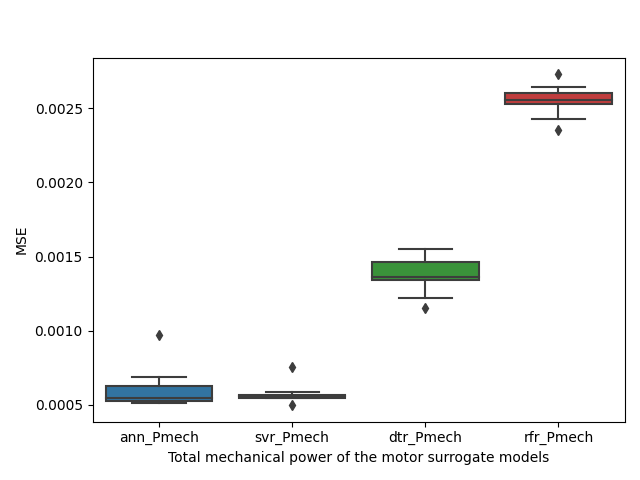 0.0025
0.0020
0.0015
0.0010
0.0005
MSE
ann_Pmech svr_Pmech dtr_Pmech rfr_Pmech
Total mechanical power of the motor surrogate models